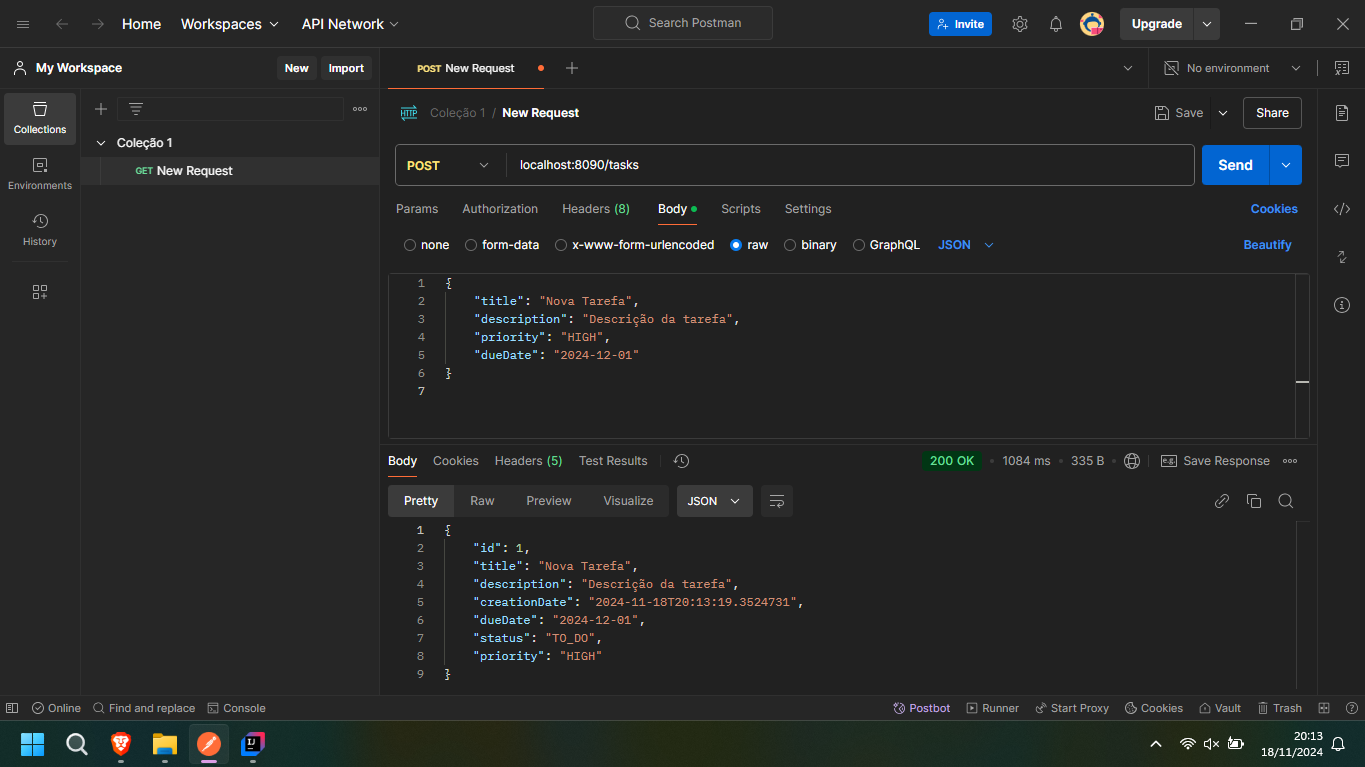 Home Workspaces API Network Search Postman Invite Upgrade
My Workspace New Import POST New Request No environment
Collections
Environments
History
Coleção 1
GET New Request
HTTP Coleção 1 / New Request Save Share
POST localhost:8090/tasks Send
Params Authorization Headers (8) Body Scripts Settings Cookies
none form-data x-www-form-urlencoded raw binary GraphQL JSON Beautify
1 {
2 "title": "Nova Tarefa",
3 "description": "Descrição da tarefa",
4 "priority": "HIGH",
5 "dueDate": "2024-12-01"
6 }
7
Body Cookies Headers (5) Test Results 200 OK 1084 ms 335 B e.g. Save Response
Pretty Raw Preview Visualize JSON
1 {
2 "id": 1,
3 "title": "Nova Tarefa",
4 "description": "Descrição da tarefa",
5 "creationDate": "2024-11-18T20:13:19.3524731",
6 "dueDate": "2024-12-01",
7 "status": "TO_DO",
8 "priority": "HIGH"
9 }
Online Find and replace Console Postbot Runner Start Proxy Cookies Vault Trash
IJ
20:13
18/11/2024